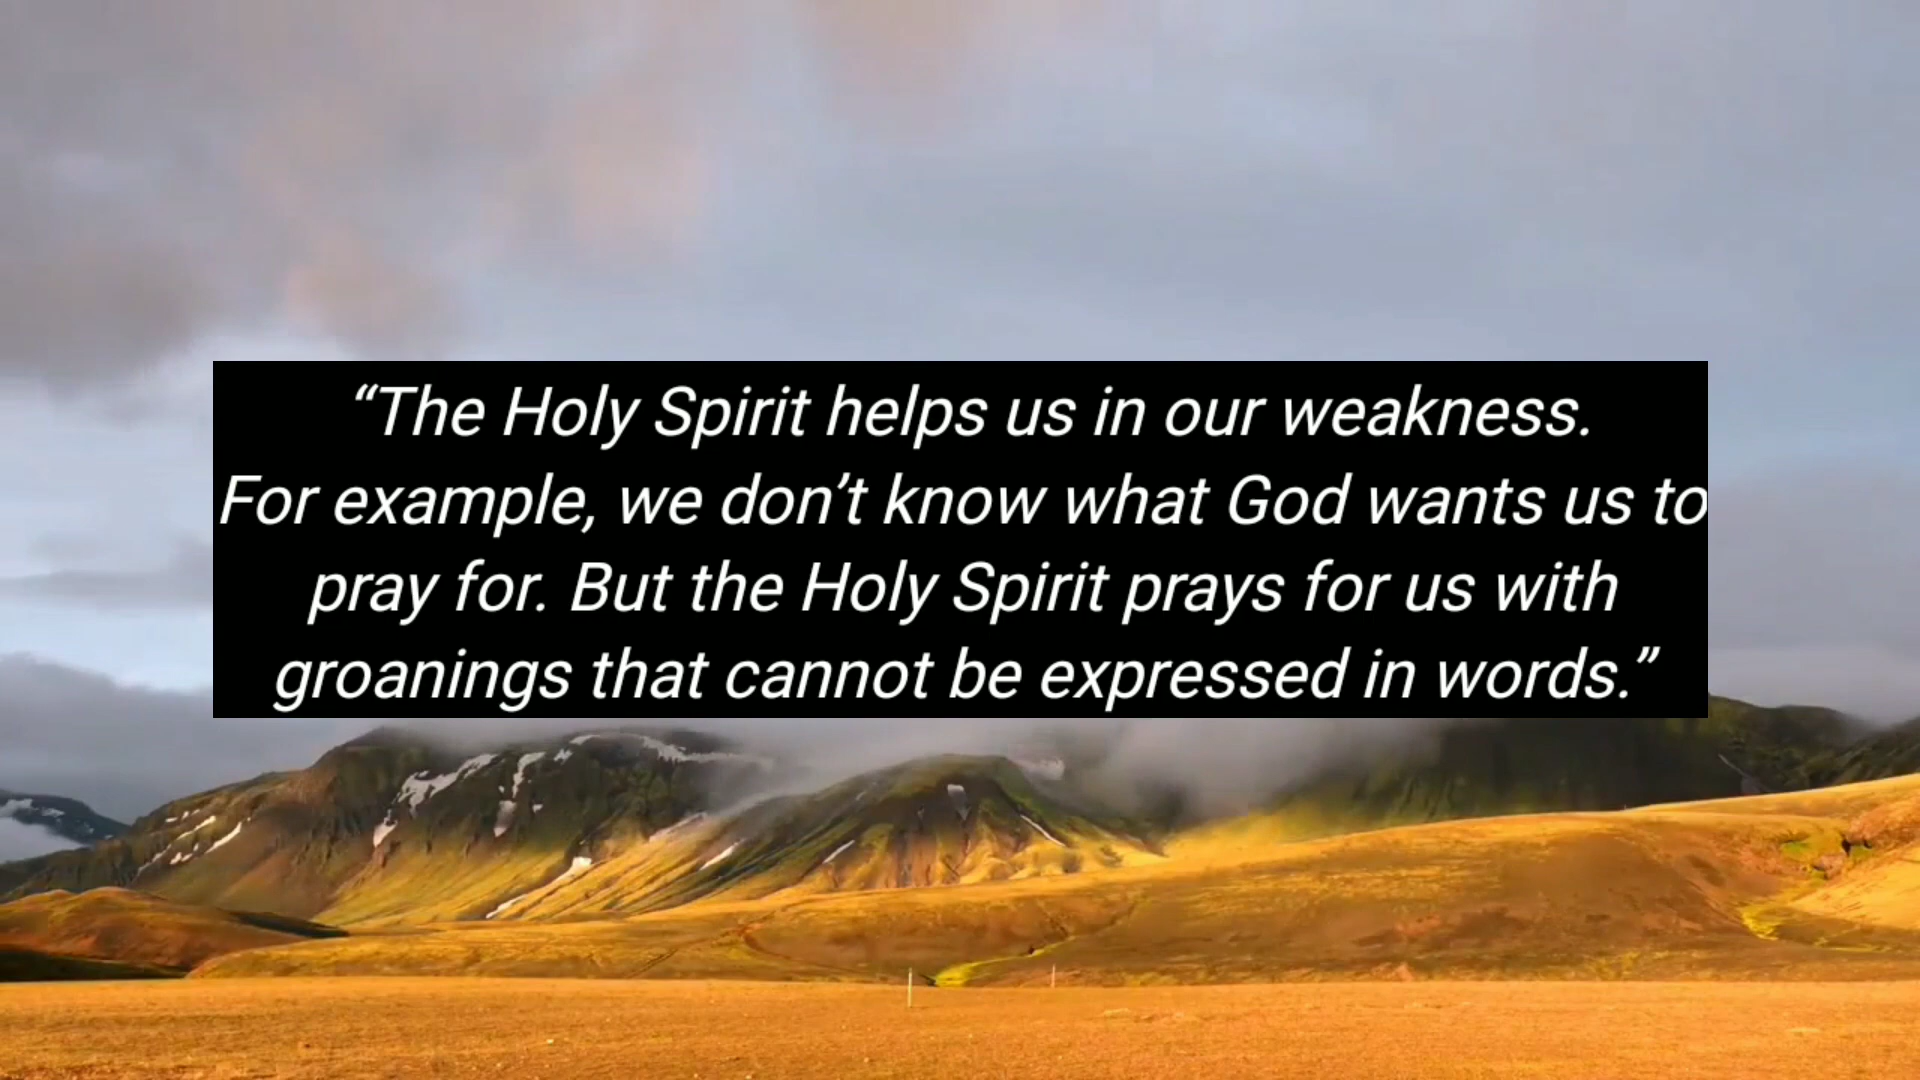 “The Holy Spirit helps us in our weakness.
For example, we don’t know what God wants us to
pray for. But the Holy Spirit prays for us with
groanings that cannot be expressed in words.”